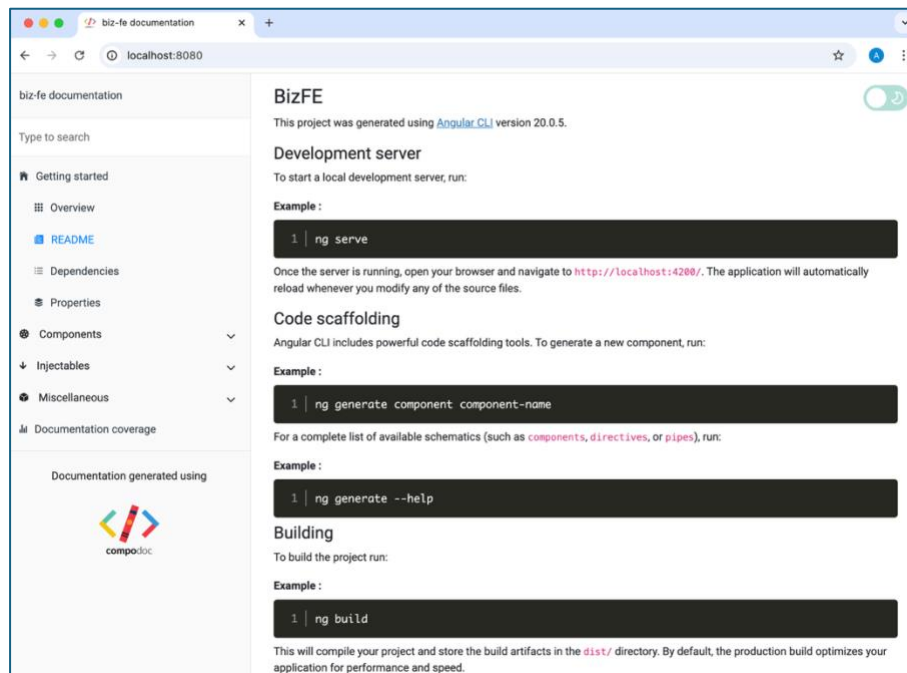 biz-fe documentation
localhost:8080
A
biz-fe documentation
Type to search
Getting started
Overview
README
Dependencies
Properties
Components
Injectables
Miscellaneous
Documentation coverage
Documentation generated using
compodoc
BizFE
This project was generated using Angular CLI version 20.0.5.
Development server
To start a local development server, run:
Example :
1 ng serve
Once the server is running, open your browser and navigate to http://localhost:4200/. The application will automatically
reload whenever you modify any of the source files.
Code scaffolding
Angular CLI includes powerful code scaffolding tools. To generate a new component, run:
Example :
1 ng generate component component-name
For a complete list of available schematics (such as components, directives, or pipes), run:
Example :
1 ng generate --help
Building
To build the project run:
Example :
1 ng build
This will compile your project and store the build artifacts in the dist/ directory. By default, the production build optimizes your
application for performance and speed.